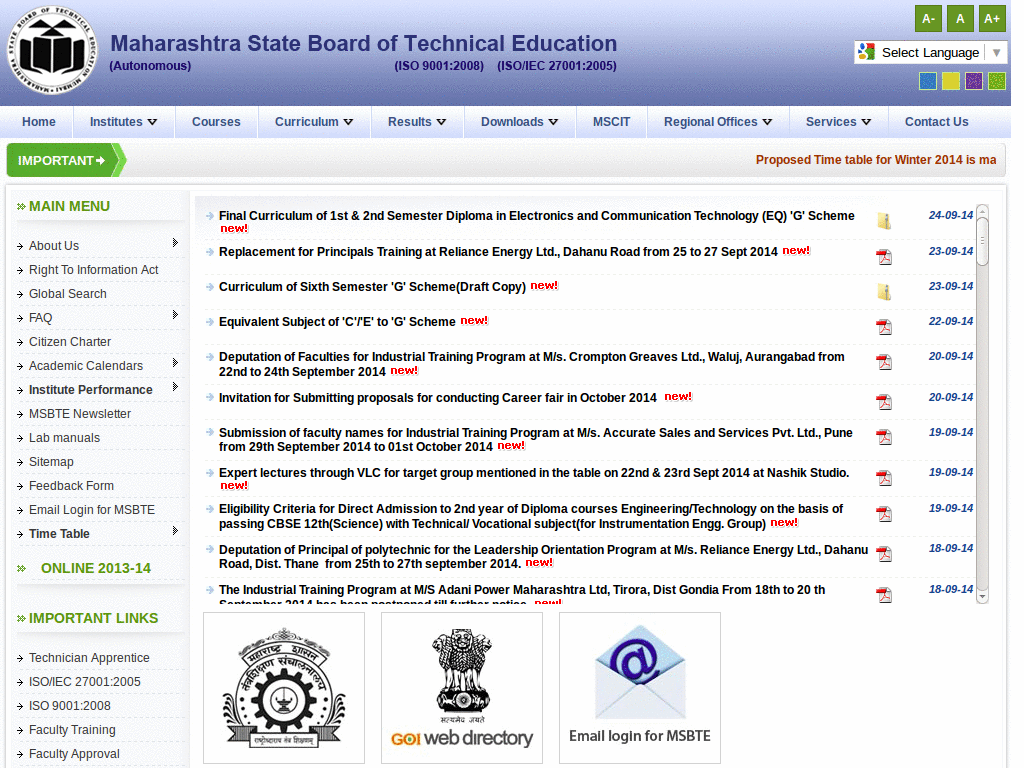 BOARD OF TECHNICAL EDUCATION
A- A A+
Maharashtra State Board of Technical Education
(Autonomous) (ISO 9001:2008) (ISO/IEC 27001:2005)
Select Language ▼
Home Institutes Courses Curriculum Results Downloads MSCIT Regional Offices Services Contact Us
IMPORTANT
Proposed Time table for Winter 2014 is ma
MAIN MENU
About Us
Right To Information Act
Global Search
FAQ
Citizen Charter
Academic Calendars
Institute Performance
MSBTE Newsletter
Lab manuals
Sitemap
Feedback Form
Email Login for MSBTE
Time Table
ONLINE 2013-14
IMPORTANT LINKS
Technician Apprentice
ISO/IEC 27001:2005
ISO 9001:2008
Faculty Training
Faculty Approval
Final Curriculum of 1st & 2nd Semester Diploma in Electronics and Communication Technology (EQ) 'G' Scheme 24-09-14
new!
Replacement for Principals Training at Reliance Energy Ltd., Dahanu Road from 25 to 27 Sept 2014 new! 23-09-14
Curriculum of Sixth Semester 'G' Scheme(Draft Copy) new! 23-09-14
Equivalent Subject of 'C'/'E' to 'G' Scheme new! 22-09-14
Deputation of Faculties for Industrial Training Program at M/s. Crompton Greaves Ltd., Waluj, Aurangabad from 20-09-14
22nd to 24th September 2014 new!
Invitation for Submitting proposals for conducting Career fair in October 2014 new! 20-09-14
Submission of faculty names for Industrial Training Program at M/s. Accurate Sales and Services Pvt. Ltd., Pune 19-09-14
from 29th September 2014 to 01st October 2014 new!
Expert lectures through VLC for target group mentioned in the table on 22nd & 23rd Sept 2014 at Nashik Studio. 19-09-14
new!
Eligibility Criteria for Direct Admission to 2nd year of Diploma courses Engineering/Technology on the basis of 19-09-14
passing CBSE 12th(Science) with Technical/ Vocational subject(for Instrumentation Engg. Group) new!
Deputation of Principal of polytechnic for the Leadership Orientation Program at M/s. Reliance Energy Ltd., Dahanu 18-09-14
Road, Dist. Thane from 25th to 27th september 2014. new!
The Industrial Training Program at M/S Adani Power Maharashtra Ltd, Tirora, Dist Gondia From 18th to 20 th 18-09-14
September 2014 has been postponed till further notice. new!
महाराष्ट्र शासन
तंत्रशिक्षण संचालनालय
राष्ट्रोद्धाराय तंत्र शिक्षणम्
सत्यमेव जयते
GOI web directory
Email login for MSBTE